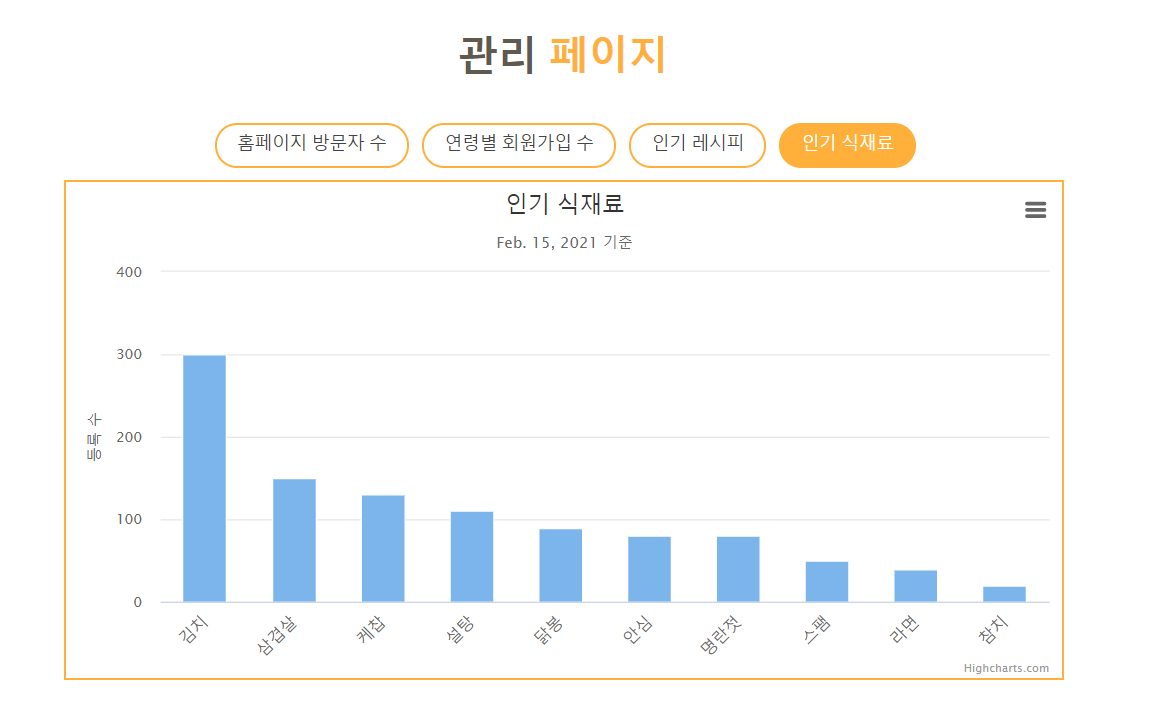 관리 페이지
홈페이지 방문자 수
연령별 회원가입 수
인기 레시피
인기 식재료
인기 식재료
Feb. 15, 2021 기준
등록 수
400
300
200
100
0
김치
삼겹살
케찹
설탕
닭봉
안심
명란젓
스팸
라면
참치
Highcharts.com